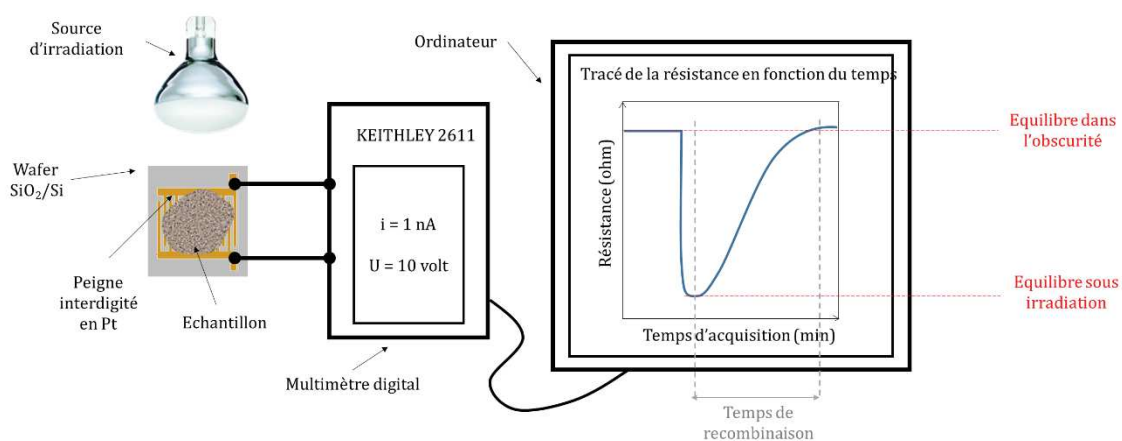 Source
d'irradiation
Ordinateur
Tracé de la résistance en fonction du temps
KEITHLEY 2611
Equilibre dans
l'obscurité
Wafer
SiO₂/Si
i = 1 nA
U = 10 volt
Résistance (ohm)
Peigne
interdigité
en Pt
Echantillon
Equilibre sous
irradiation
Temps d'acquisition (min)
Multimètre digital
Temps de
recombinaison